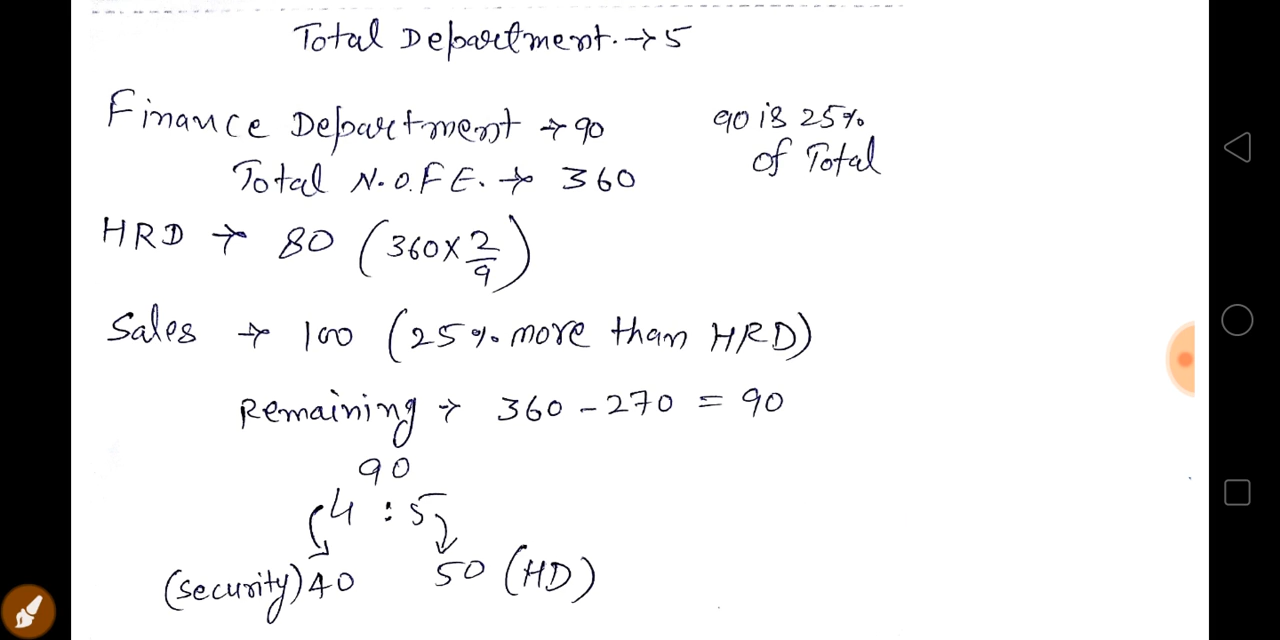 Total Department. → 5
Finance Department → 90
90 is 25%
of Total
Total N.O.F E. → 360
HRD → 80 (360 × 2/9)
Sales → 100 (25% more than HRD)
Remaining → 360 - 270 = 90
90
4 : 5
(security) 40 50 (HD)